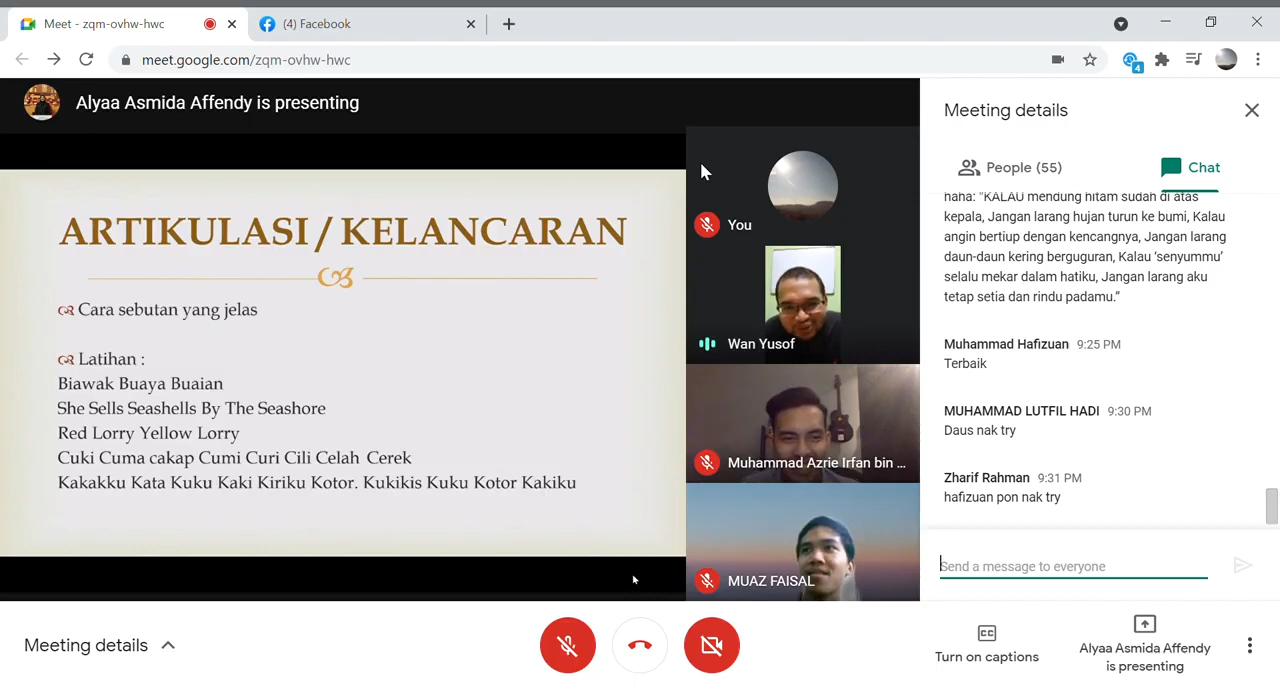 Meet - zqm-ovhw-hwc
(4) Facebook
meet.google.com/zqm-ovhw-hwc
4
Alyaa Asmida Affendy is presenting
ARTIKULASI / KELANCARAN
Cara sebutan yang jelas
Latihan :
Biawak Buaya Buaian
She Sells Seashells By The Seashore
Red Lorry Yellow Lorry
Cuki Cuma cakap Cumi Curi Cili Celah Cerek
Kakakku Kata Kuku Kaki Kiriku Kotor. Kukikis Kuku Kotor Kakiku
You
Wan Yusof
Muhammad Azrie Irfan bin ...
MUAZ FAISAL
Meeting details
People (55)
Chat
naha: "KALAU mendung hitam sudah di atas
kepala, Jangan larang hujan turun ke bumi, Kalau
angin bertiup dengan kencangnya, Jangan larang
daun-daun kering berguguran, Kalau 'senyummu'
selalu mekar dalam hatiku, Jangan larang aku
tetap setia dan rindu padamu."
Muhammad Hafizuan 9:25 PM
Terbaik
MUHAMMAD LUTFIL HADI 9:30 PM
Daus nak try
Zharif Rahman 9:31 PM
hafizuan pon nak try
Send a message to everyone
Meeting details
CC
Turn on captions
Alyaa Asmida Affendy
is presenting